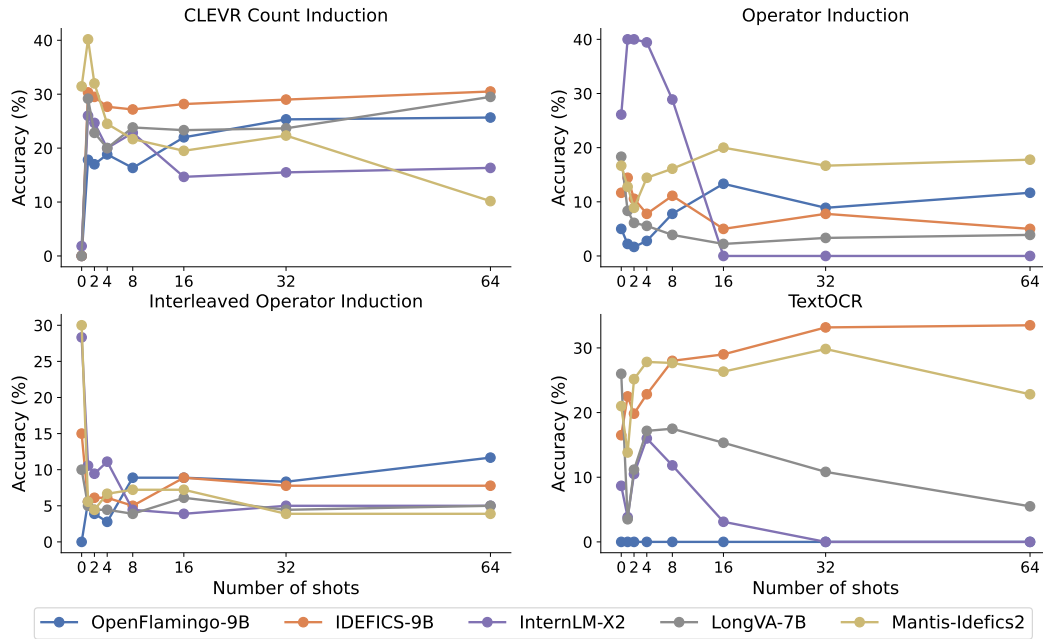 CLEVR Count Induction
Accuracy (%)
40
30
20
10
0
0 2 4 8 16 32 64
Operator Induction
Accuracy (%)
40
30
20
10
0
0 2 4 8 16 32 64
Interleaved Operator Induction
Accuracy (%)
30
25
20
15
10
5
0
0 2 4 8 16 32 64
Number of shots
TextOCR
Accuracy (%)
30
20
10
0
0 2 4 8 16 32 64
Number of shots
OpenFlamingo-9B IDEFICS-9B InternLM-X2 LongVA-7B Mantis-Idefics2